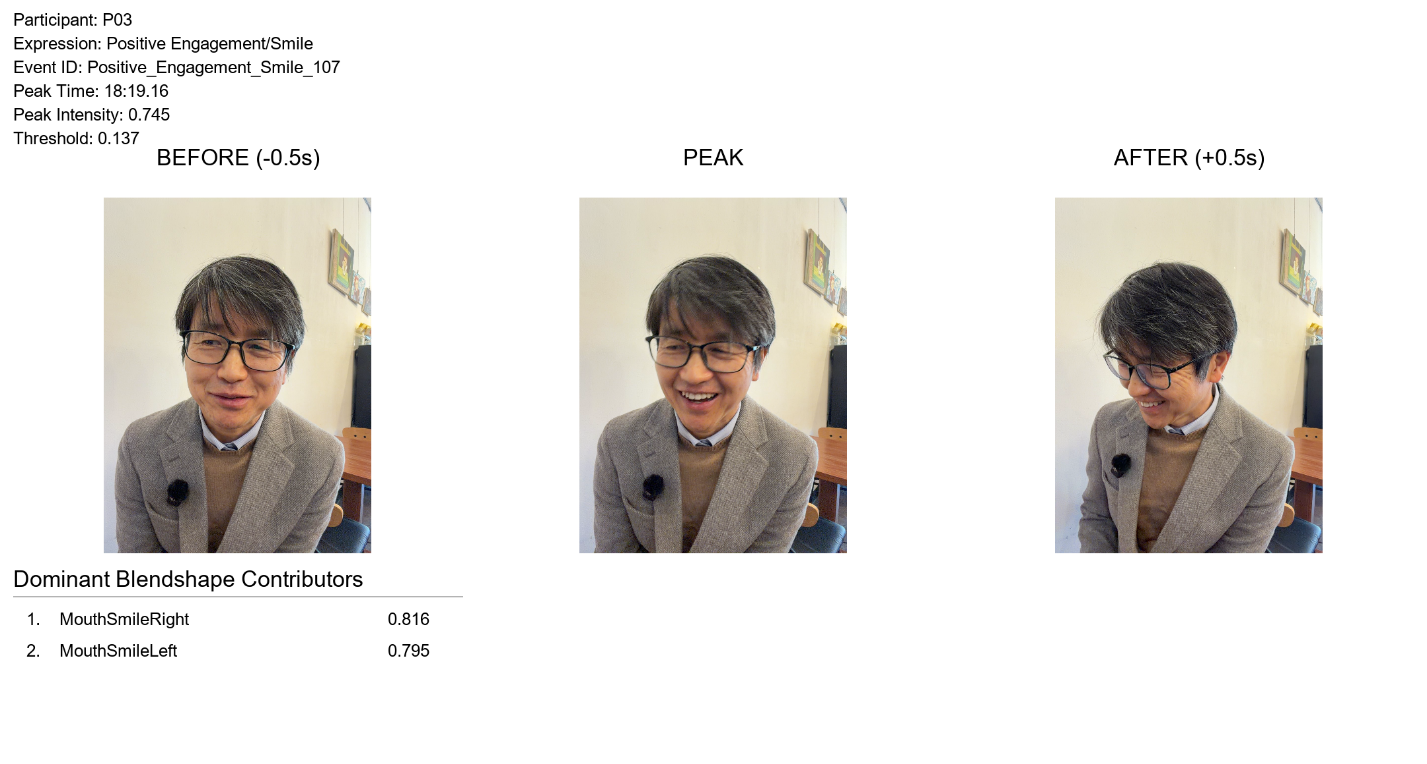 Participant: P03
Expression: Positive Engagement/Smile
Event ID: Positive_Engagement_Smile_107
Peak Time: 18:19.16
Peak Intensity: 0.745
Threshold: 0.137
BEFORE (-0.5s)
PEAK
AFTER (+0.5s)
Dominant Blendshape Contributors
1. MouthSmileRight 0.816
2. MouthSmileLeft 0.795